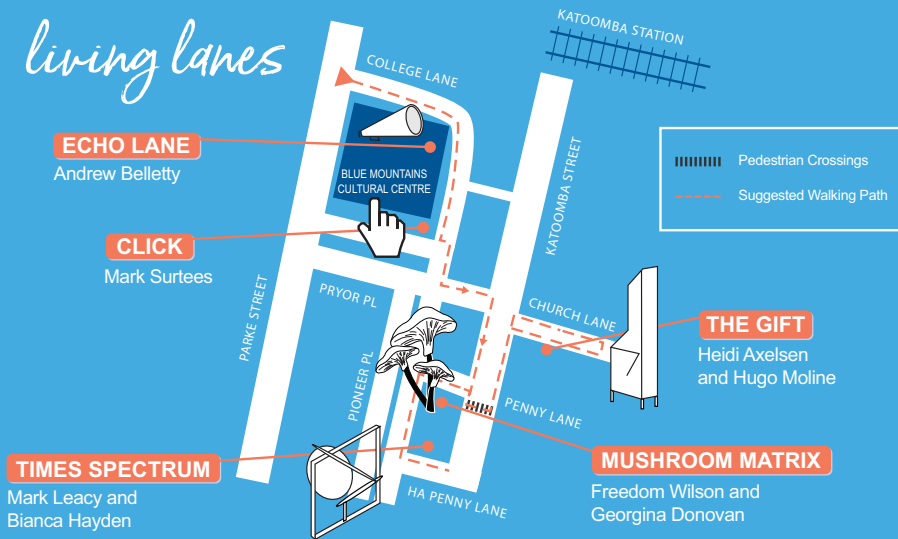 living lanes
KATOOMBA STATION
COLLEGE LANE
ECHO LANE
Andrew Belletty
BLUE MOUNTAINS
CULTURAL CENTRE
KATOOMBA STREET
Pedestrian Crossings
Suggested Walking Path
CLICK
Mark Surtees
PARKE STREET
PRYOR PL
CHURCH LANE
THE GIFT
Heidi Axelsen
and Hugo Moline
PIONEER PL
PENNY LANE
TIMES SPECTRUM
Mark Leacy and
Bianca Hayden
HA PENNY LANE
MUSHROOM MATRIX
Freedom Wilson and
Georgina Donovan